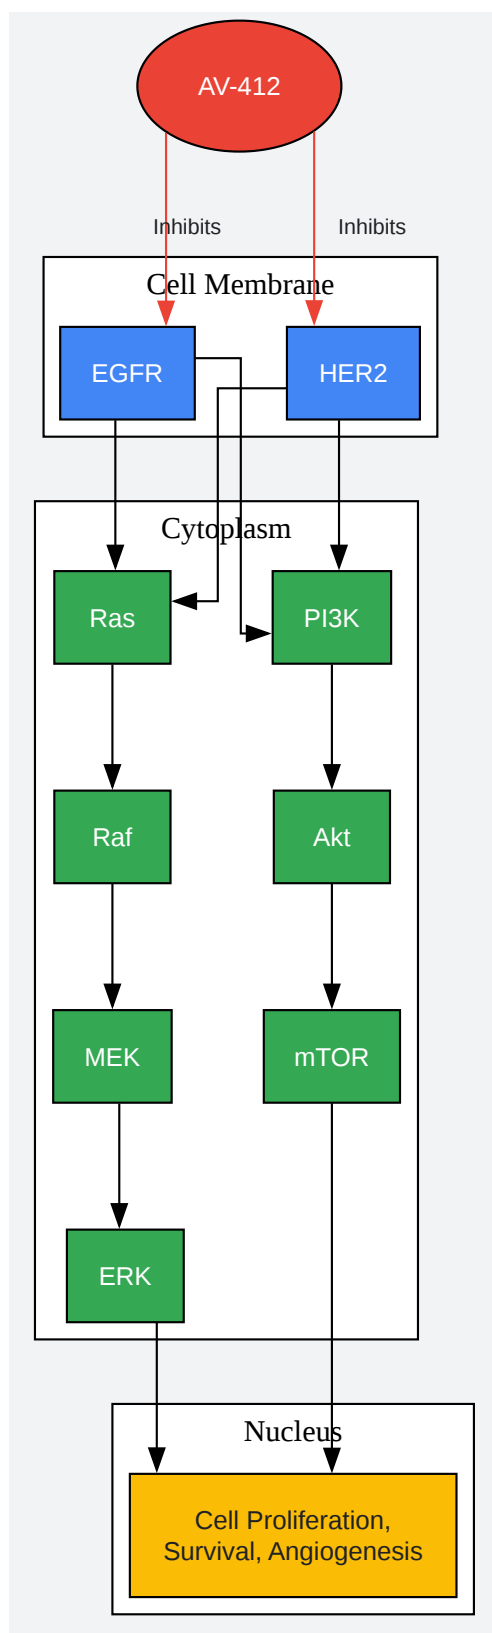 AV-412
Inhibits
Inhibits
Cell Membrane
EGFR
HER2
Cytoplasm
Ras
PI3K
Raf
Akt
MEK
mTOR
ERK
Nucleus
Cell Proliferation,
Survival, Angiogenesis